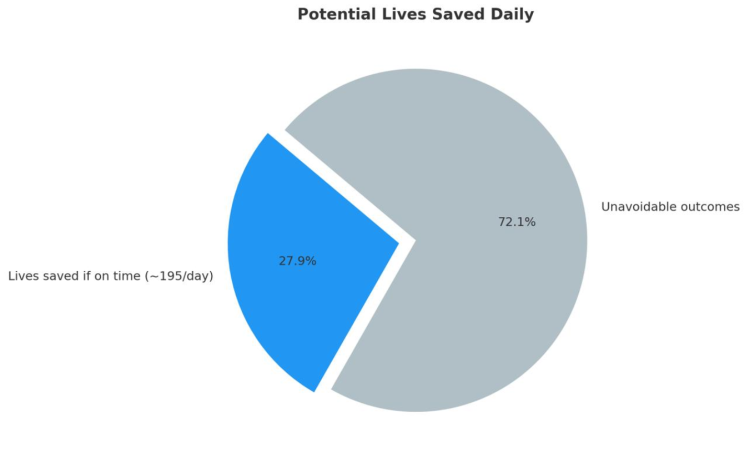 Potential Lives Saved Daily
Unavoidable outcomes
72.1%
27.9%
Lives saved if on time (~195/day)